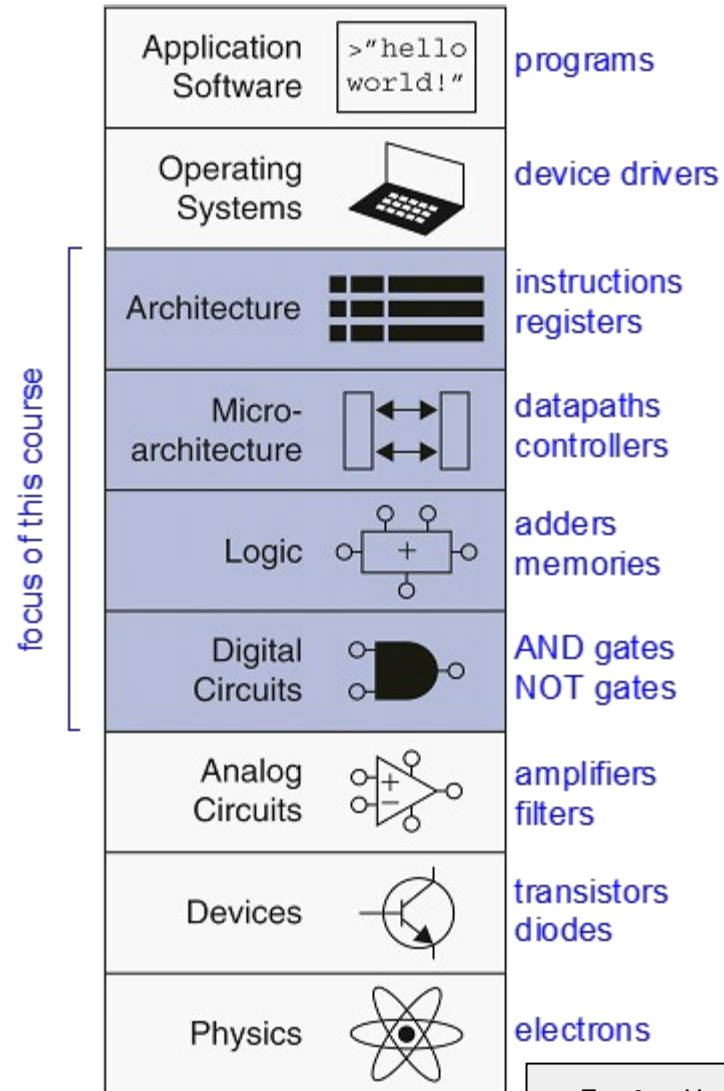 Application
Software
>"hello
world!"
programs
Operating
Systems
device drivers
focus of this course
Architecture
instructions
registers
Micro-
architecture
datapaths
controllers
Logic
+
adders
memories
Digital
Circuits
AND gates
NOT gates
Analog
Circuits
+
−
amplifiers
filters
Devices
transistors
diodes
Physics
electrons